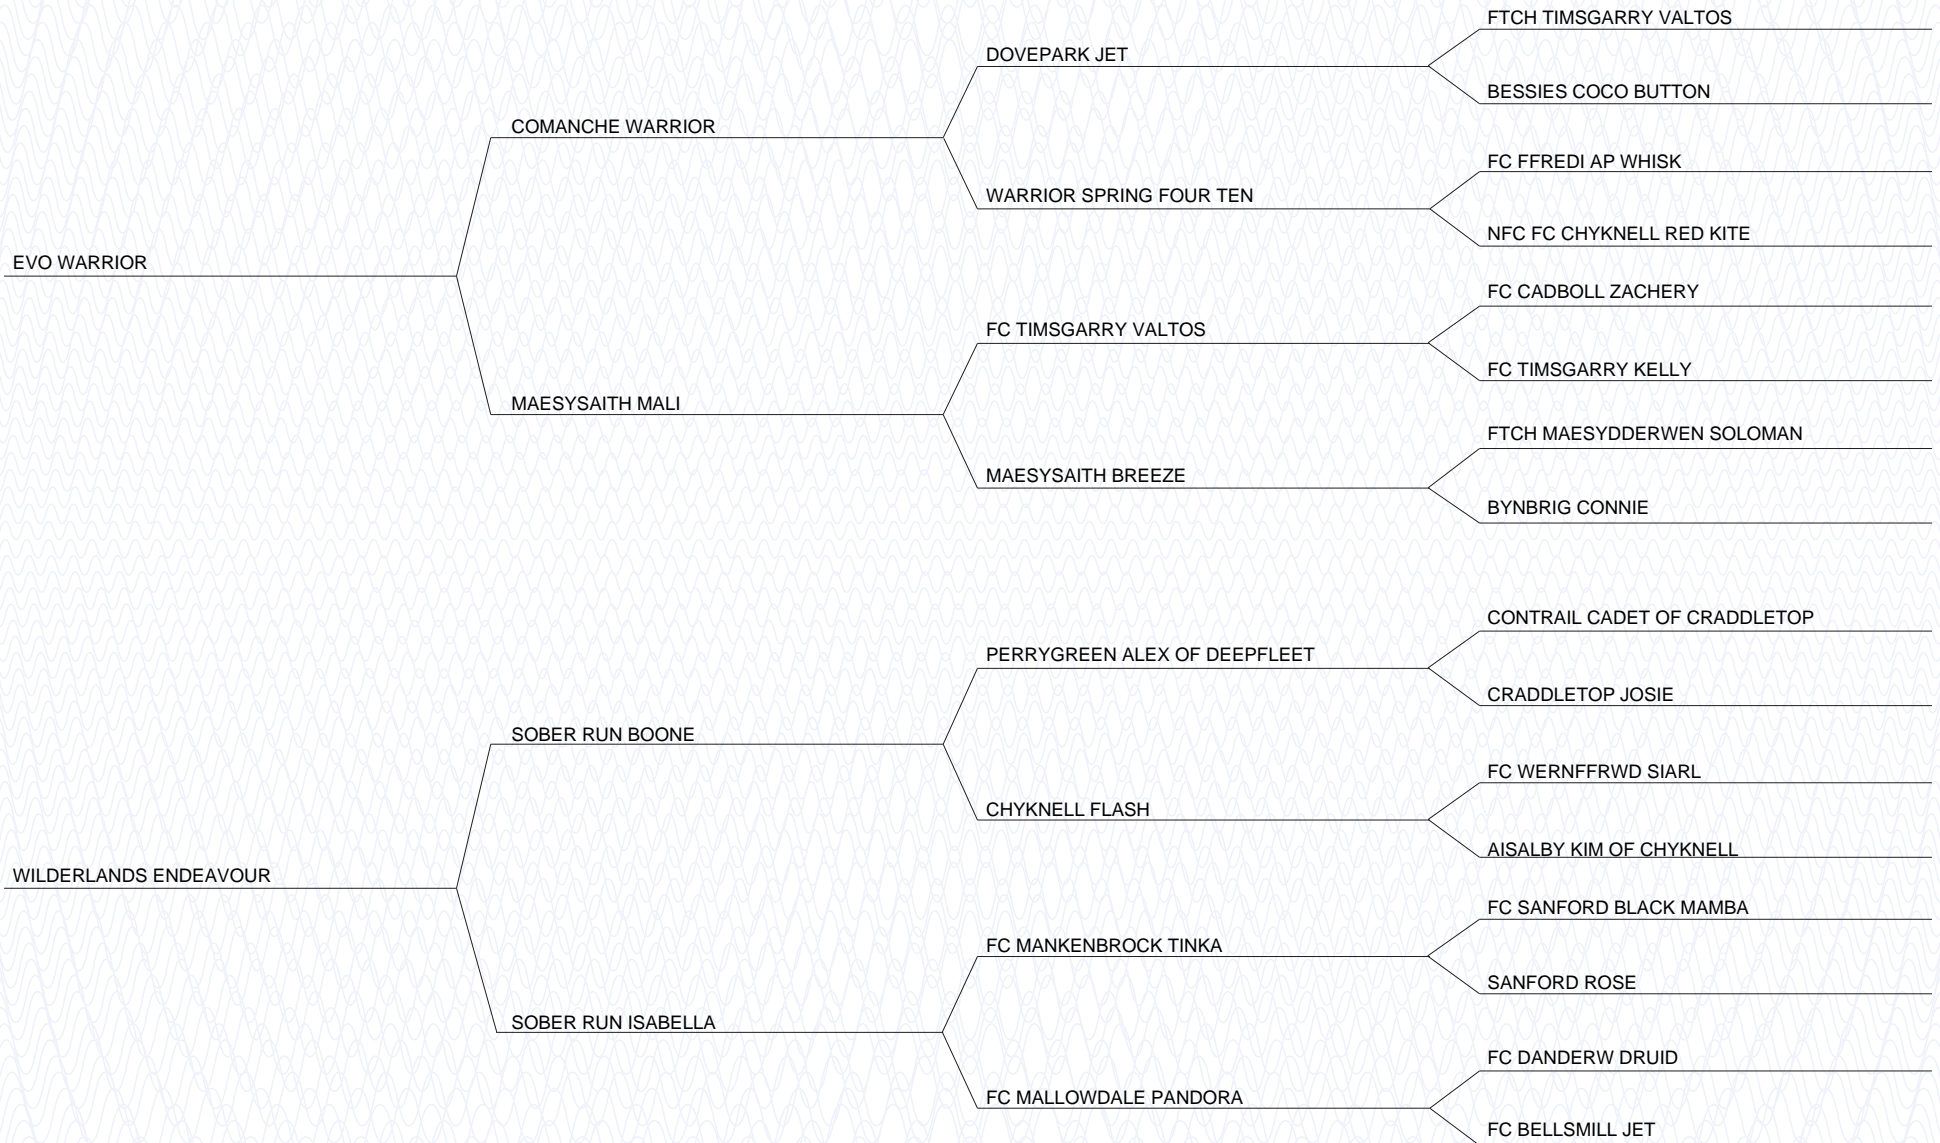 FTCH TIMSGARRY VALTOS
DOVEPARK JET
BESSIES COCO BUTTON
COMANCHE WARRIOR
FC FFREDI AP WHISK
WARRIOR SPRING FOUR TEN
NFC FC CHYKNELL RED KITE
EVO WARRIOR
FC CADBOLL ZACHERY
FC TIMSGARRY VALTOS
FC TIMSGARRY KELLY
MAESYSAITH MALI
FTCH MAESYDDERWEN SOLOMAN
MAESYSAITH BREEZE
BYNBRIG CONNIE
CONTRAIL CADET OF CRADDLETOP
PERRYGREEN ALEX OF DEEPFLEET
CRADDLETOP JOSIE
SOBER RUN BOONE
FC WERNFFRWD SIARL
CHYKNELL FLASH
AISALBY KIM OF CHYKNELL
WILDERLANDS ENDEAVOUR
FC SANFORD BLACK MAMBA
FC MANKENBROCK TINKA
SANFORD ROSE
SOBER RUN ISABELLA
FC DANDERW DRUID
FC MALLOWDALE PANDORA
FC BELLSMILL JET